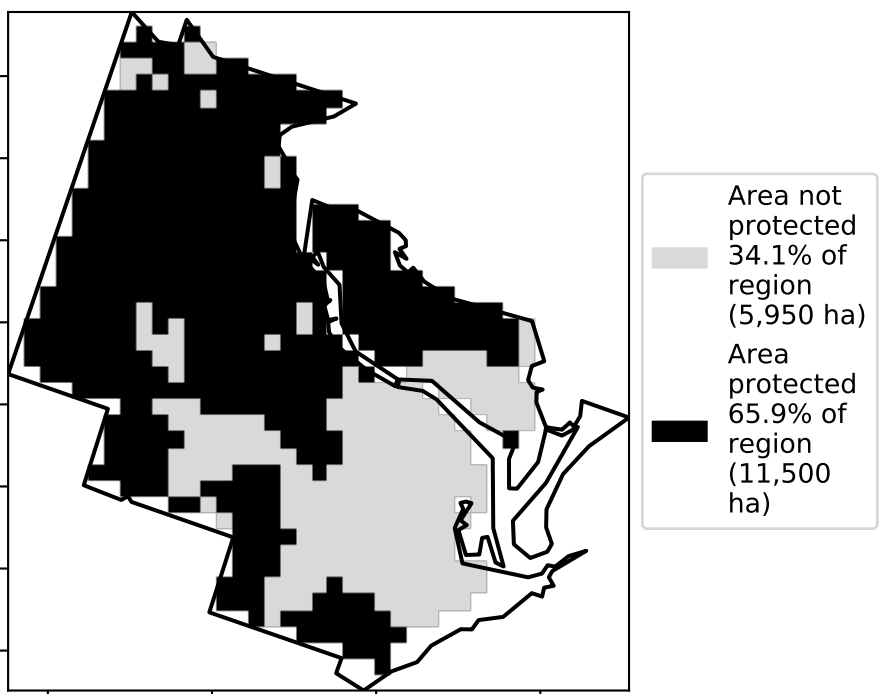 Area not
protected
34.1% of
region
(5,950 ha)
Area
protected
65.9% of
region
(11,500
ha)